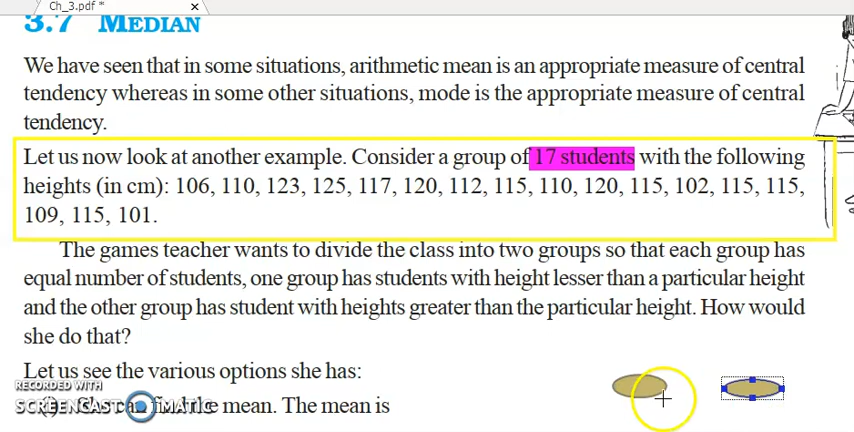 Ch_3.pdf *
3.7 MEDIAN
We have seen that in some situations, arithmetic mean is an appropriate measure of central
tendency whereas in some other situations, mode is the appropriate measure of central
tendency.
Let us now look at another example. Consider a group of 17 students with the following
heights (in cm): 106, 110, 123, 125, 117, 120, 112, 115, 110, 120, 115, 102, 115, 115,
109, 115, 101.
The games teacher wants to divide the class into two groups so that each group has
equal number of students, one group has students with height lesser than a particular height
and the other group has student with heights greater than the particular height. How would
she do that?
Let us see the various options she has:
RECORDED WITH
SCREENCAST MATIC
(i) She can find the mean. The mean is